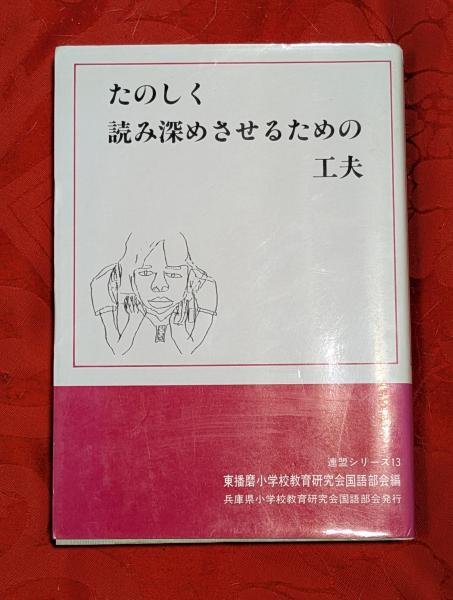 たのしく
読み深めさせるための
工夫
連盟シリーズ13
東播磨小学校教育研究会国語部会編
兵庫県小学校教育研究会国語部会発行